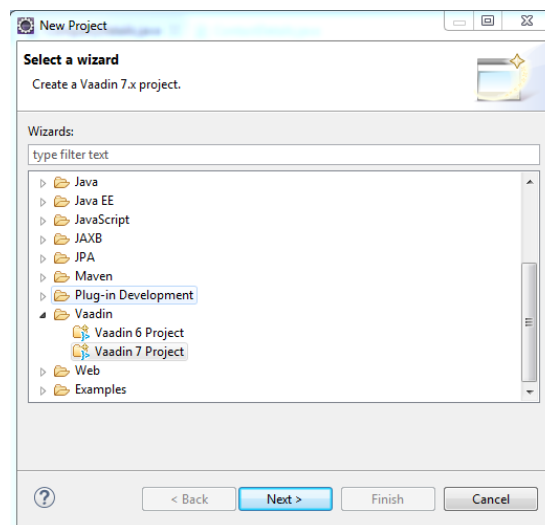 New Project
Select a wizard
Create a Vaadin 7.x project.
Wizards:
type filter text
Java
Java EE
JavaScript
JAXB
JPA
Maven
Plug-in Development
Vaadin
Vaadin 6 Project
Vaadin 7 Project
Web
Examples
? < Back Next > Finish Cancel